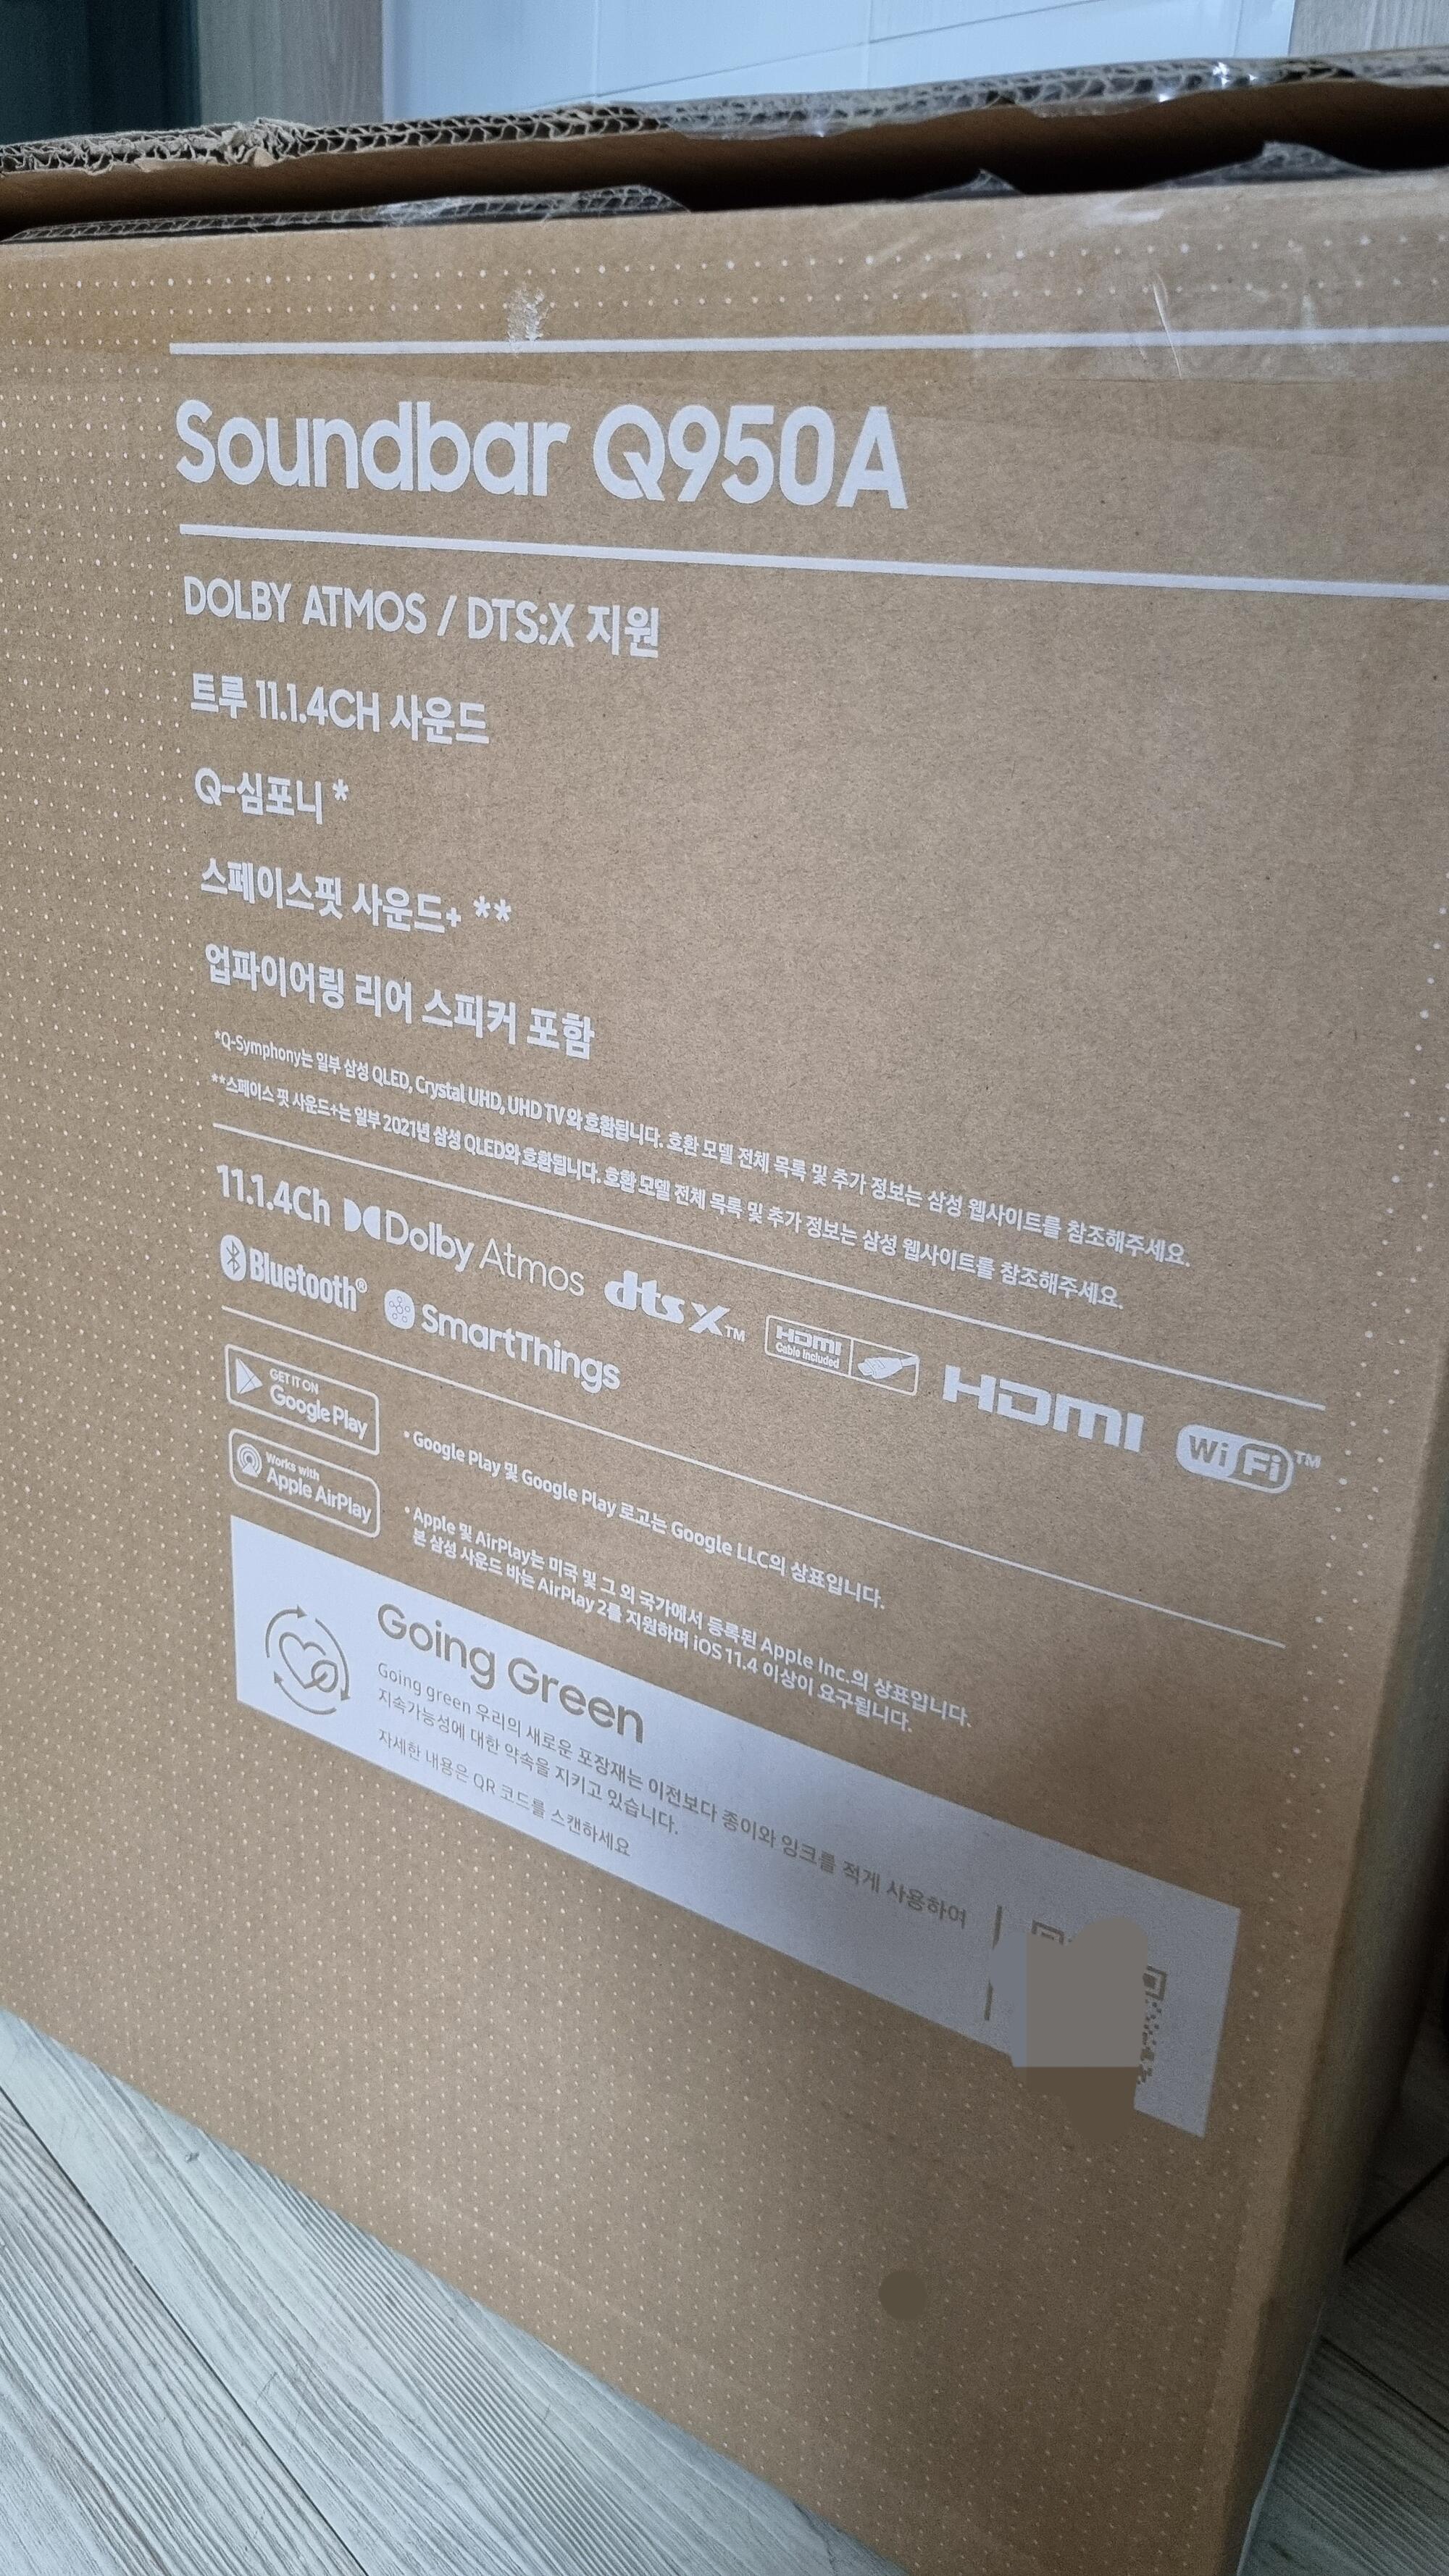 Soundbar Q950A
DOLBY ATMOS / DTS:X 지원
트루 11.1.4CH 사운드
Q-심포니 *
스페이스핏 사운드+ **
업파이어링 리어 스피커 포함
*Q-Symphony는 일부 삼성 QLED, Crystal UHD, UHD TV와 호환됩니다. 호환 모델 전체 목록 및 추가 정보는 삼성 웹사이트를 참조해주세요.
**스페이스 핏 사운드+는 일부 2021년 삼성 QLED와 호환됩니다. 호환 모델 전체 목록 및 추가 정보는 삼성 웹사이트를 참조해주세요.
11.1.4Ch Dolby Atmos dts X™ HDMI Cable Included HDMI Wi Fi™
Bluetooth® SmartThings
GET IT ON
Google Play
• Google Play 및 Google Play 로고는 Google LLC의 상표입니다.
Works with
Apple AirPlay
• Apple 및 AirPlay는 미국 및 그 외 국가에서 등록된 Apple Inc.의 상표입니다.
본 삼성 사운드 바는 AirPlay 2를 지원하며 iOS 11.4 이상이 요구됩니다.
Going Green
Going green 우리의 새로운 포장재는 이전보다 종이와 잉크를 적게 사용하여
지속가능성에 대한 약속을 지키고 있습니다.
자세한 내용은 QR 코드를 스캔하세요